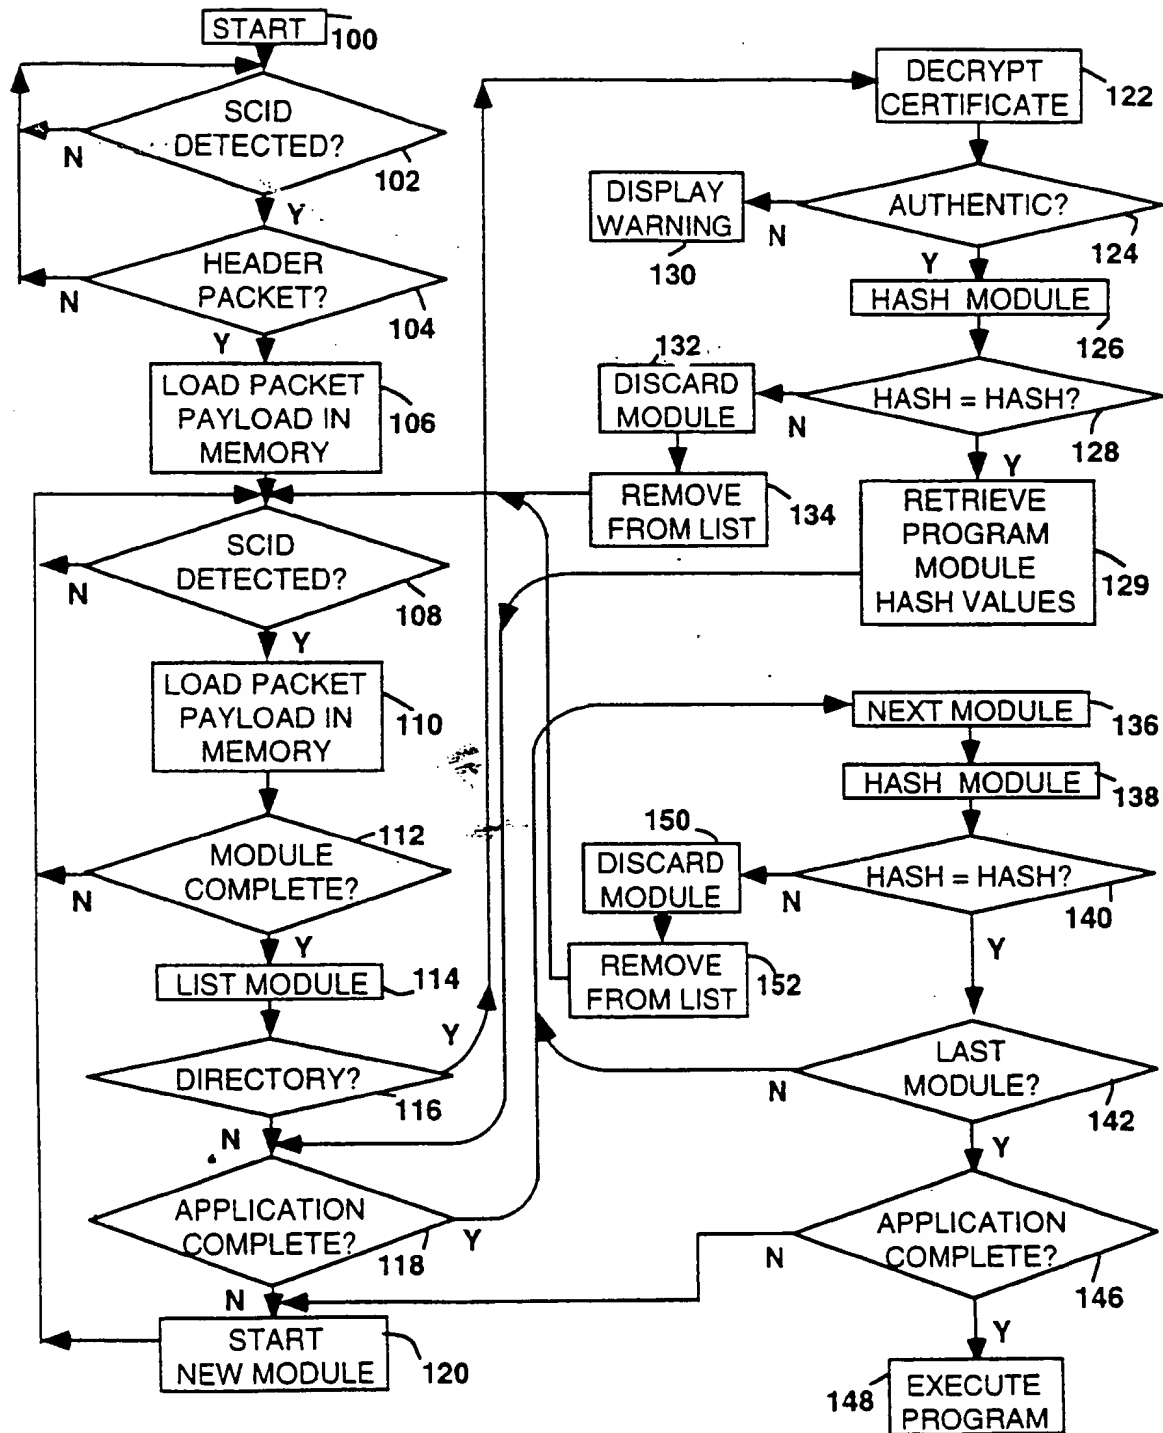 START
100
SCID
DETECTED?
N
102
Y
HEADER
PACKET?
N
104
Y
LOAD PACKET
PAYLOAD IN
MEMORY
106
SCID
DETECTED?
N
108
Y
LOAD PACKET
PAYLOAD IN
MEMORY
110
112
MODULE
COMPLETE?
N
Y
LIST MODULE
114
Y
DIRECTORY?
116
N
APPLICATION
COMPLETE?
Y
118
N
START
NEW MODULE
120
DECRYPT
CERTIFICATE
122
DISPLAY
WARNING
130
AUTHENTIC?
N
124
Y
HASH MODULE
126
132
DISCARD
MODULE
HASH = HASH?
N
128
Y
REMOVE
FROM LIST
134
RETRIEVE
PROGRAM
MODULE
HASH VALUES
129
NEXT MODULE
136
HASH MODULE
138
150
DISCARD
MODULE
HASH = HASH?
N
140
Y
REMOVE
FROM LIST
152
LAST
MODULE?
N
142
Y
APPLICATION
COMPLETE?
N
146
Y
148
EXECUTE
PROGRAM